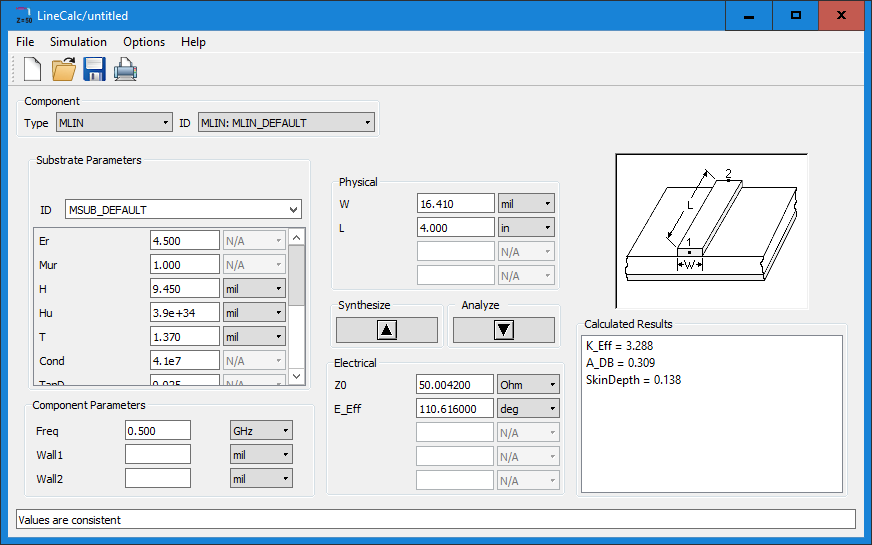 Z=50 LineCalc/untitled
File Simulation Options Help
Component
Type MLIN ID MLIN: MLIN_DEFAULT
Substrate Parameters
ID MSUB_DEFAULT
Er 4.500 N/A
Mur 1.000 N/A
H 9.450 mil
Hu 3.9e+34 mil
T 1.370 mil
Cond 4.1e7 N/A
TanD 0.025 N/A
Component Parameters
Freq 0.500 GHz
Wall1 mil
Wall2 mil
Physical
W 16.410 mil
L 4.000 in
N/A
N/A
Synthesize Analyze
Electrical
Z0 50.004200 Ohm
E_Eff 110.616000 deg
N/A
N/A
N/A
2
L
1
W
Calculated Results
K_Eff = 3.288
A_DB = 0.309
SkinDepth = 0.138
Values are consistent